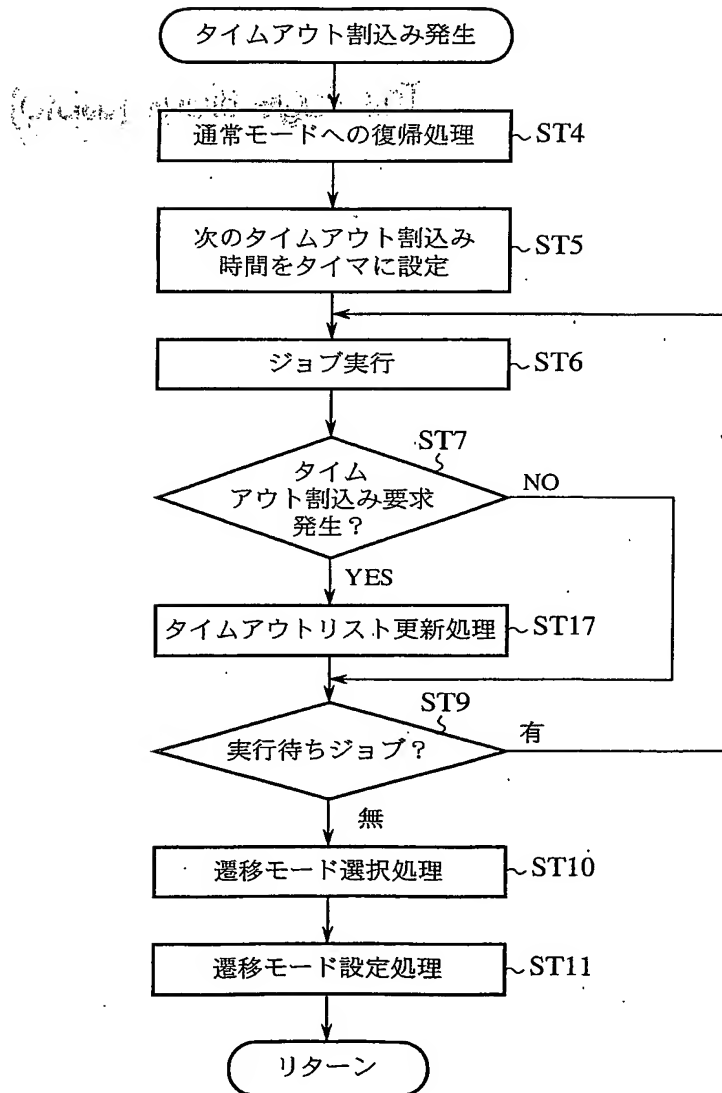 タイムアウト割込み発生
通常モードへの復帰処理
ST4
次のタイムアウト割込み
時間をタイマに設定
ST5
ジョブ実行
ST6
ST7
タイム
アウト割込み要求
発生？
NO
YES
タイムアウトリスト更新処理
ST17
ST9
実行待ちジョブ？
有
無
遷移モード選択処理
ST10
遷移モード設定処理
ST11
リターン